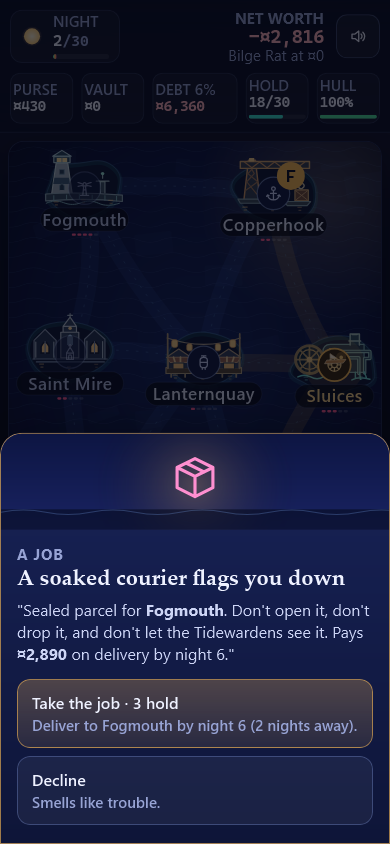 NIGHT
2/30
NET WORTH
−¤2,816
Bilge Rat at ¤0
PURSE
¤430
VAULT
¤0
DEBT 6%
¤6,360
HOLD
18/30
HULL
100%
Fogmouth
F
Copperhook
Saint Mire
Lanternquay
Sluices
A JOB
A soaked courier flags you down
"Sealed parcel for Fogmouth. Don't open it, don't
drop it, and don't let the Tidewardens see it. Pays
¤2,890 on delivery by night 6."
Take the job · 3 hold
Deliver to Fogmouth by night 6 (2 nights away).
Decline
Smells like trouble.